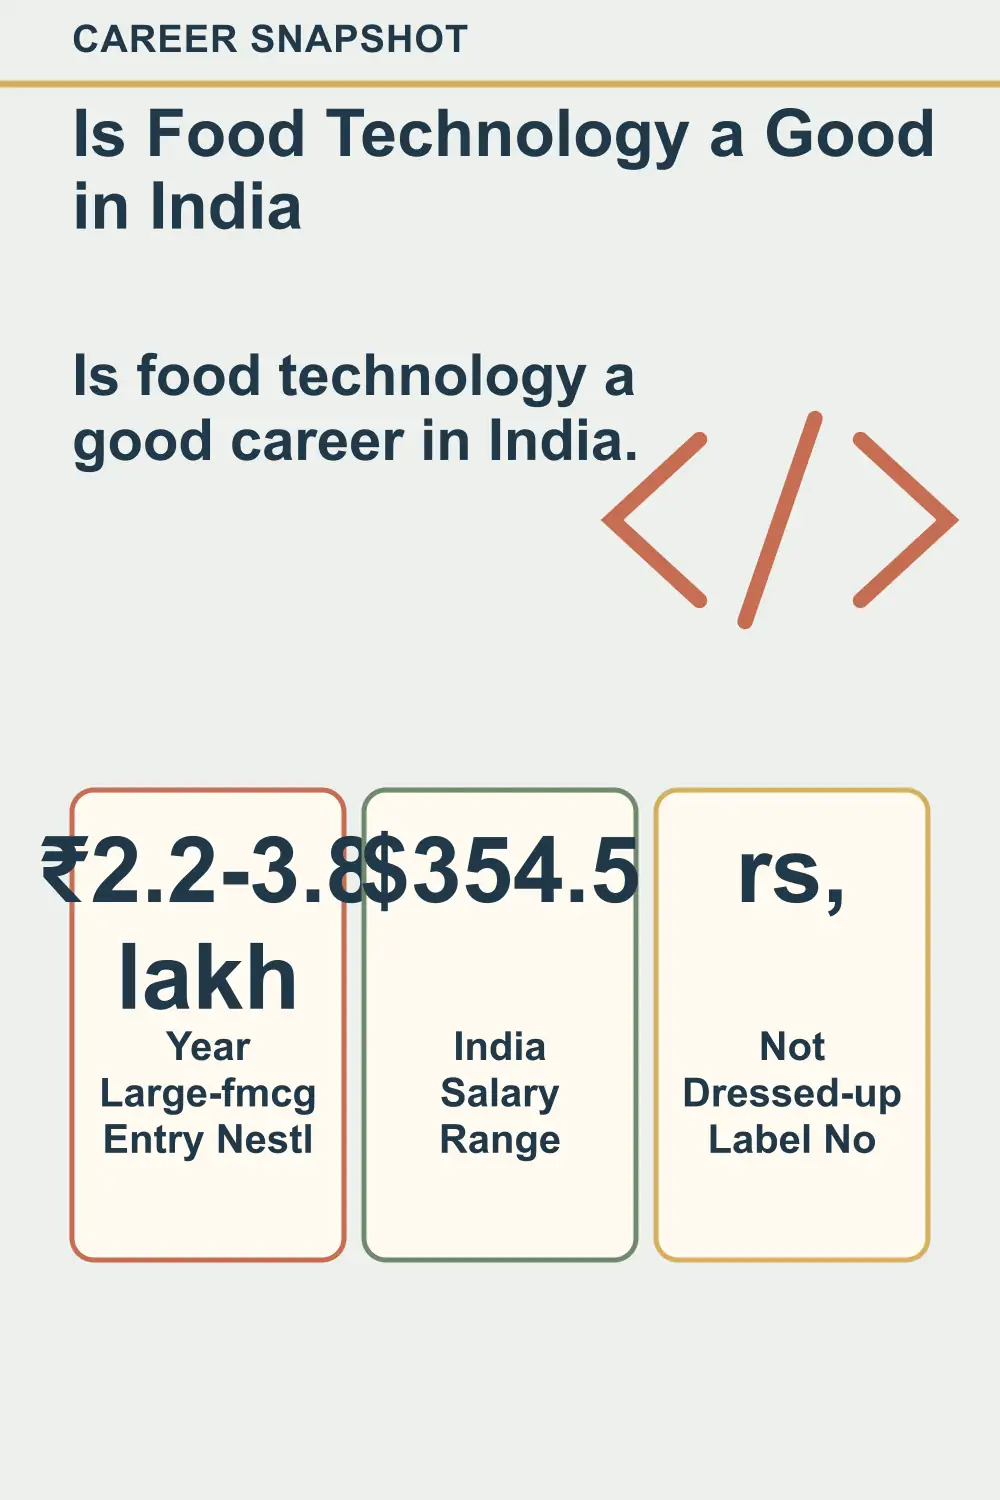 CAREER SNAPSHOT
Is Food Technology a Good
in India
Is food technology a
good career in India.
</>
₹2.2-3.8
lakh
Year
Large-fmcg
Entry Nestl
$354.5
India
Salary
Range
rs,
Not
Dressed-up
Label No